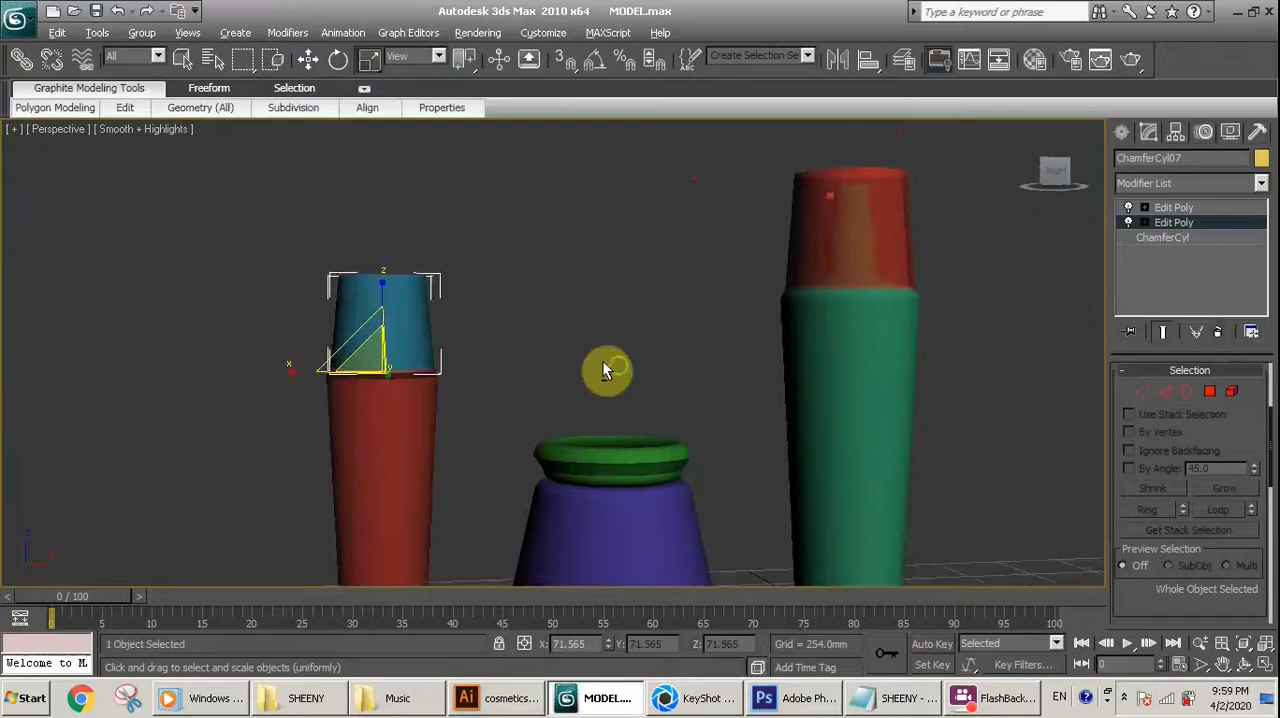 Autodesk 3ds Max 2010 x64 MODEL.max
Type a keyword or phrase
Edit Tools Group Views Create Modifiers Animation Graph Editors Rendering Customize MAXScript Help
All View 3 Create Selection Se
Graphite Modeling Tools Freeform Selection
Polygon Modeling Edit Geometry (All) Subdivision Align Properties
[ + ] [ Perspective ] [ Smooth + Highlights ]
ChamferCyl07
Modifier List
Edit Poly
Edit Poly
ChamferCyl
z
x
y
z
x
Selection
Use Stack Selection
By Vertex
Ignore Backfacing
By Angle: 45.0
Shrink Grow
Ring Loop
Get Stack Selection
Preview Selection
Off SubObj Multi
Whole Object Selected
< 0 / 100 >
0 5 10 15 20 25 30 35 40 45 50 55 60 65 70 75 80 85 90 95 100
1 Object Selected X: 71.565 Y: 71.565 Z: 71.565 Grid = 254.0mm Auto Key Selected
Welcome to M Click and drag to select and scale objects (uniformly) Add Time Tag Set Key Key Filters... 0
Start Windows... SHEENY Music Ai cosmetics... MODEL.... KeyShot ... Ps Adobe Ph... SHEENY -... FlashBack... EN 9:59 PM
4/2/2020